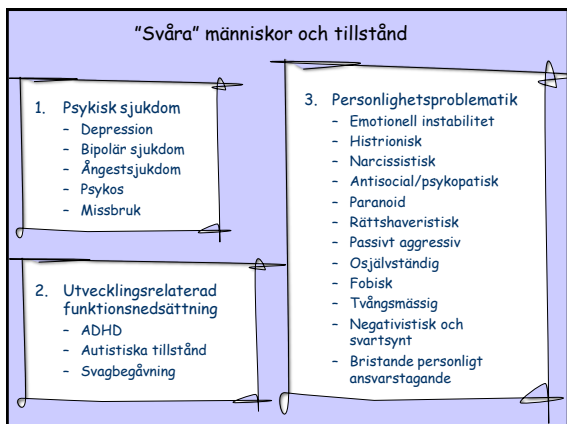 ”Svåra” människor och tillstånd
1. Psykisk sjukdom
– Depression
– Bipolär sjukdom
– Ångestsjukdom
– Psykos
– Missbruk
2. Utvecklingsrelaterad
funktionsnedsättning
– ADHD
– Autistiska tillstånd
– Svagbegåvning
3. Personlighetsproblematik
– Emotionell instabilitet
– Histrionisk
– Narcissistisk
– Antisocial/psykopatisk
– Paranoid
– Rättshaveristisk
– Passivt aggressiv
– Osjälvständig
– Fobisk
– Tvångsmässig
– Negativistisk och
svartsynt
– Bristande personligt
ansvarstagande